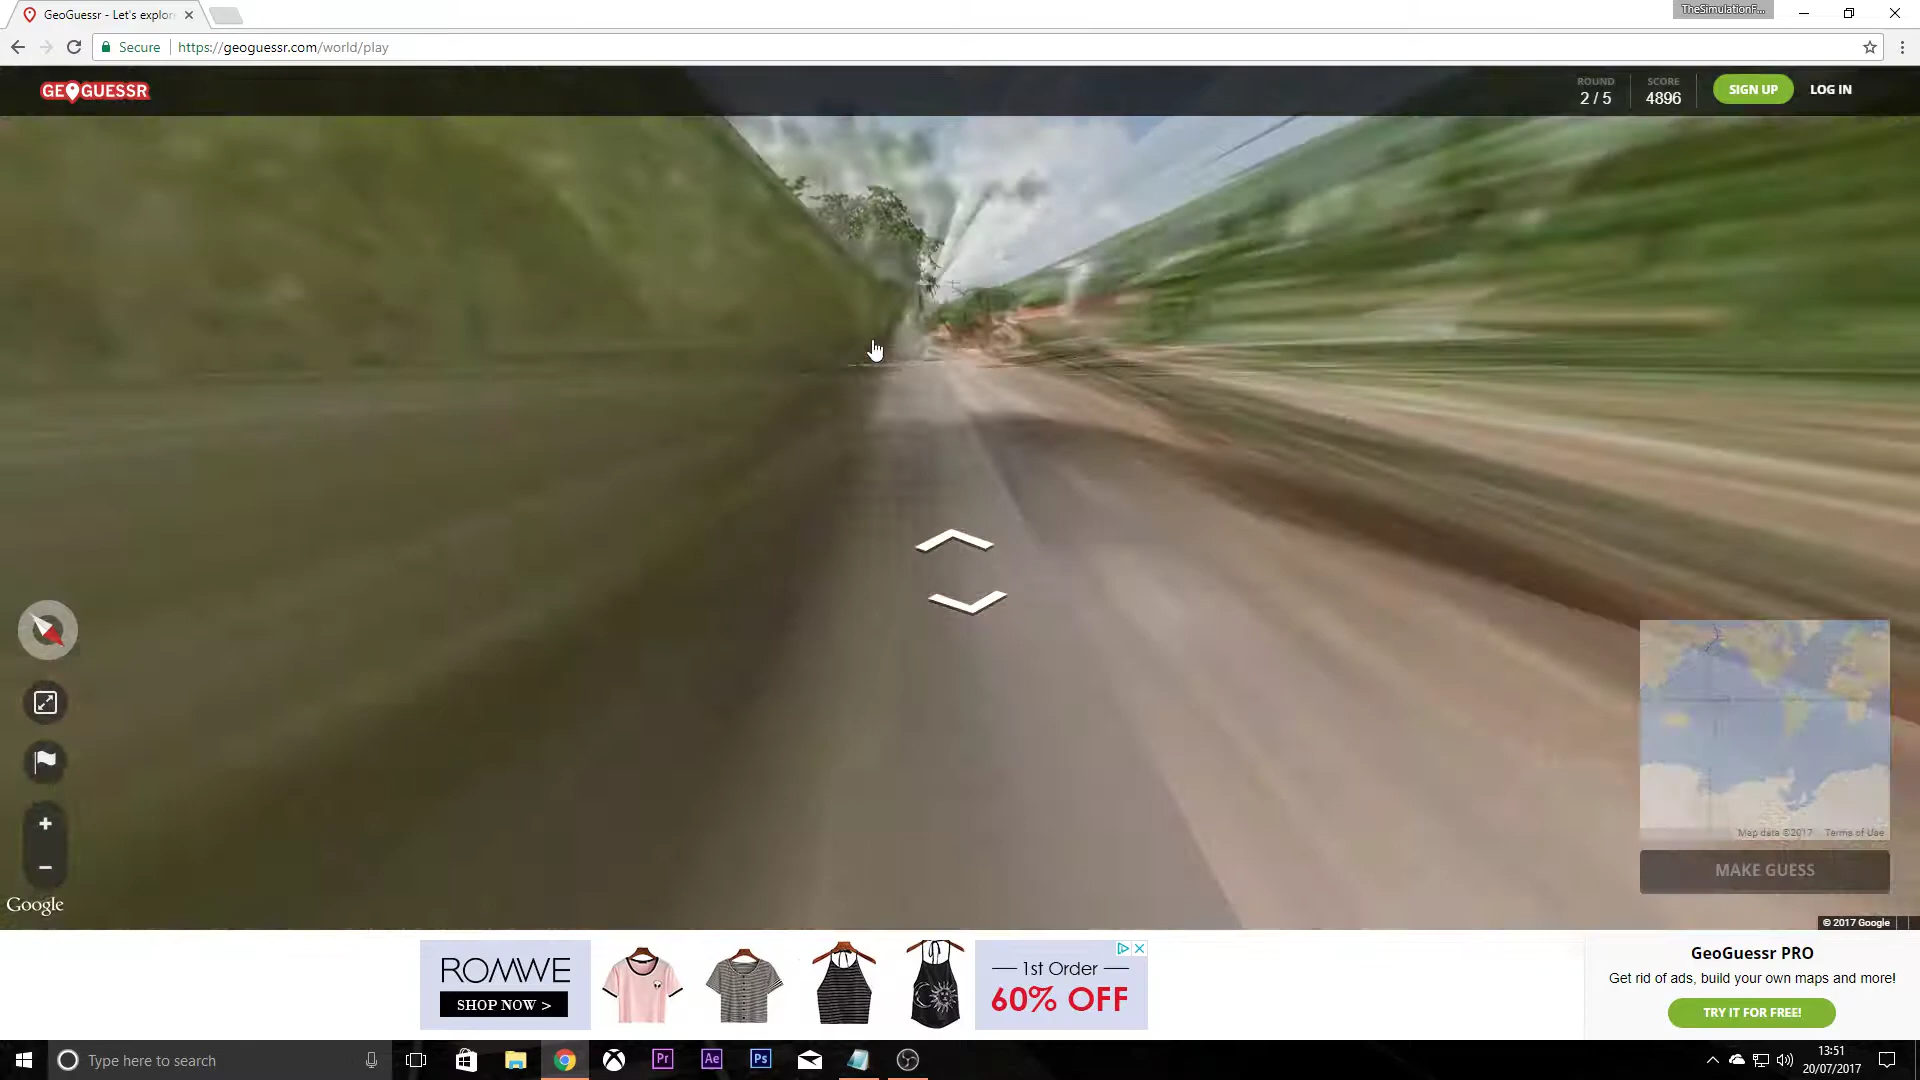 GeoGuessr - Let's explor
TheSimulationF...
Secure
https://geoguessr.com/world/play
GEOGUESSR
ROUND
2 / 5
SCORE
4896
SIGN UP
LOG IN
Map data ©2017
Terms of Use
MAKE GUESS
Google
© 2017 Google
ROMWE
SHOP NOW >
1st Order
60% OFF
GeoGuessr PRO
Get rid of ads, build your own maps and more!
TRY IT FOR FREE!
Type here to search
Pr
Ae
Ps
13:51
20/07/2017